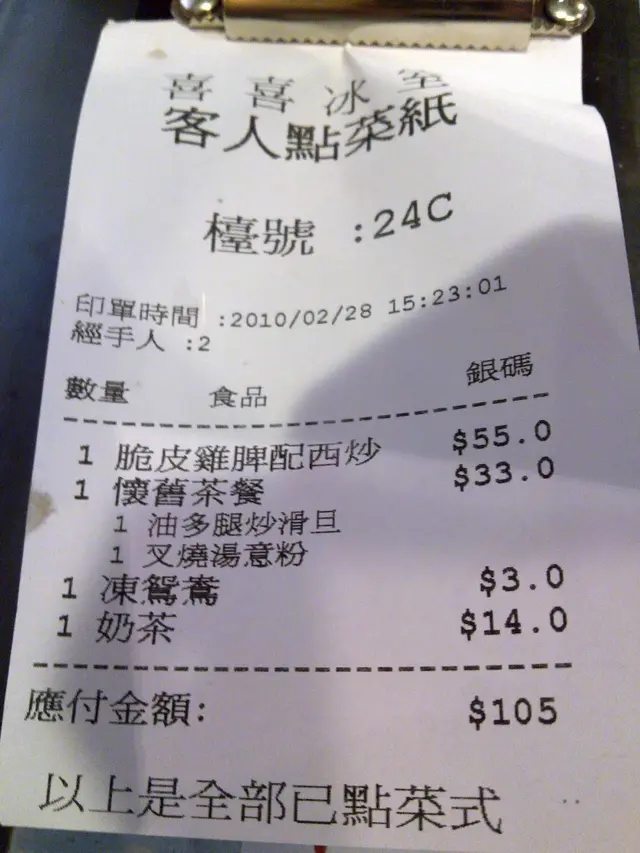 喜喜冰室
客人點菜紙
檯號 :24C
印單時間 :2010/02/28 15:23:01
經手人 :2
數量 食品 銀碼
1 脆皮雞脾配西炒 $55.0
1 懷舊茶餐 $33.0
1 油多腿炒滑旦
1 叉燒湯意粉
1 凍鴛鴦 $3.0
1 奶茶 $14.0
應付金額: $105
以上是全部已點菜式